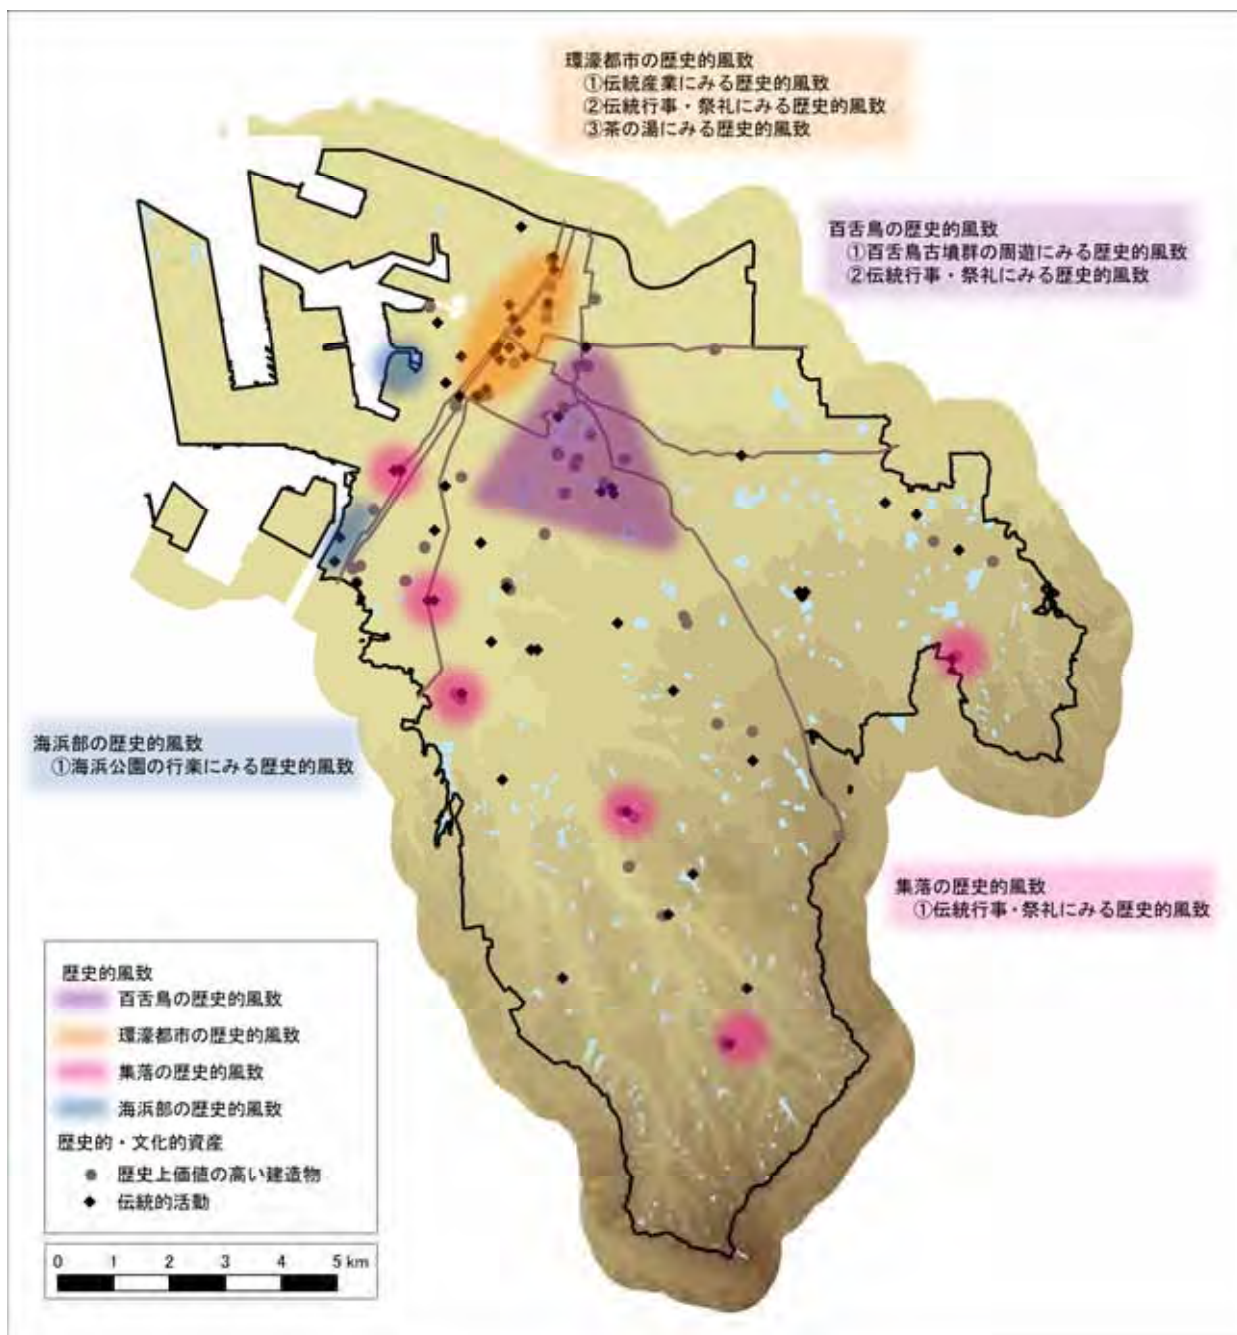 環濠都市の歴史的風致
①伝統産業にみる歴史的風致
②伝統行事・祭礼にみる歴史的風致
③茶の湯にみる歴史的風致
百舌鳥の歴史的風致
①百舌鳥古墳群の周遊にみる歴史的風致
②伝統行事・祭礼にみる歴史的風致
海浜部の歴史的風致
①海浜公園の行楽にみる歴史的風致
集落の歴史的風致
①伝統行事・祭礼にみる歴史的風致
歴史的風致
百舌鳥の歴史的風致
環濠都市の歴史的風致
集落の歴史的風致
海浜部の歴史的風致
歴史的・文化的資産
歴史上価値の高い建造物
伝統的活動
0 1 2 3 4 5 km